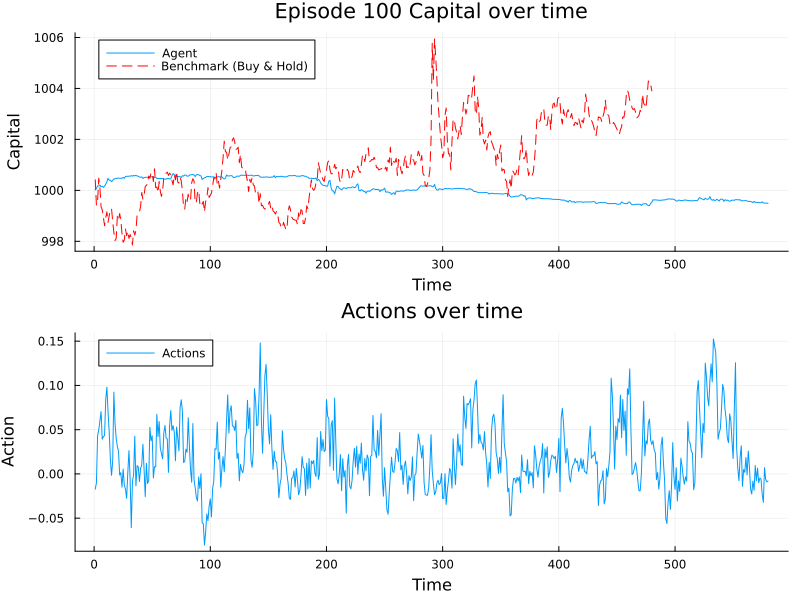 Episode 100 Capital over time
1006
1004
1002
1000
998
Capital
Agent
Benchmark (Buy & Hold)
0 100 200 300 400 500
Time
Actions over time
0.15
0.10
0.05
0.00
−0.05
Action
Actions
0 100 200 300 400 500
Time